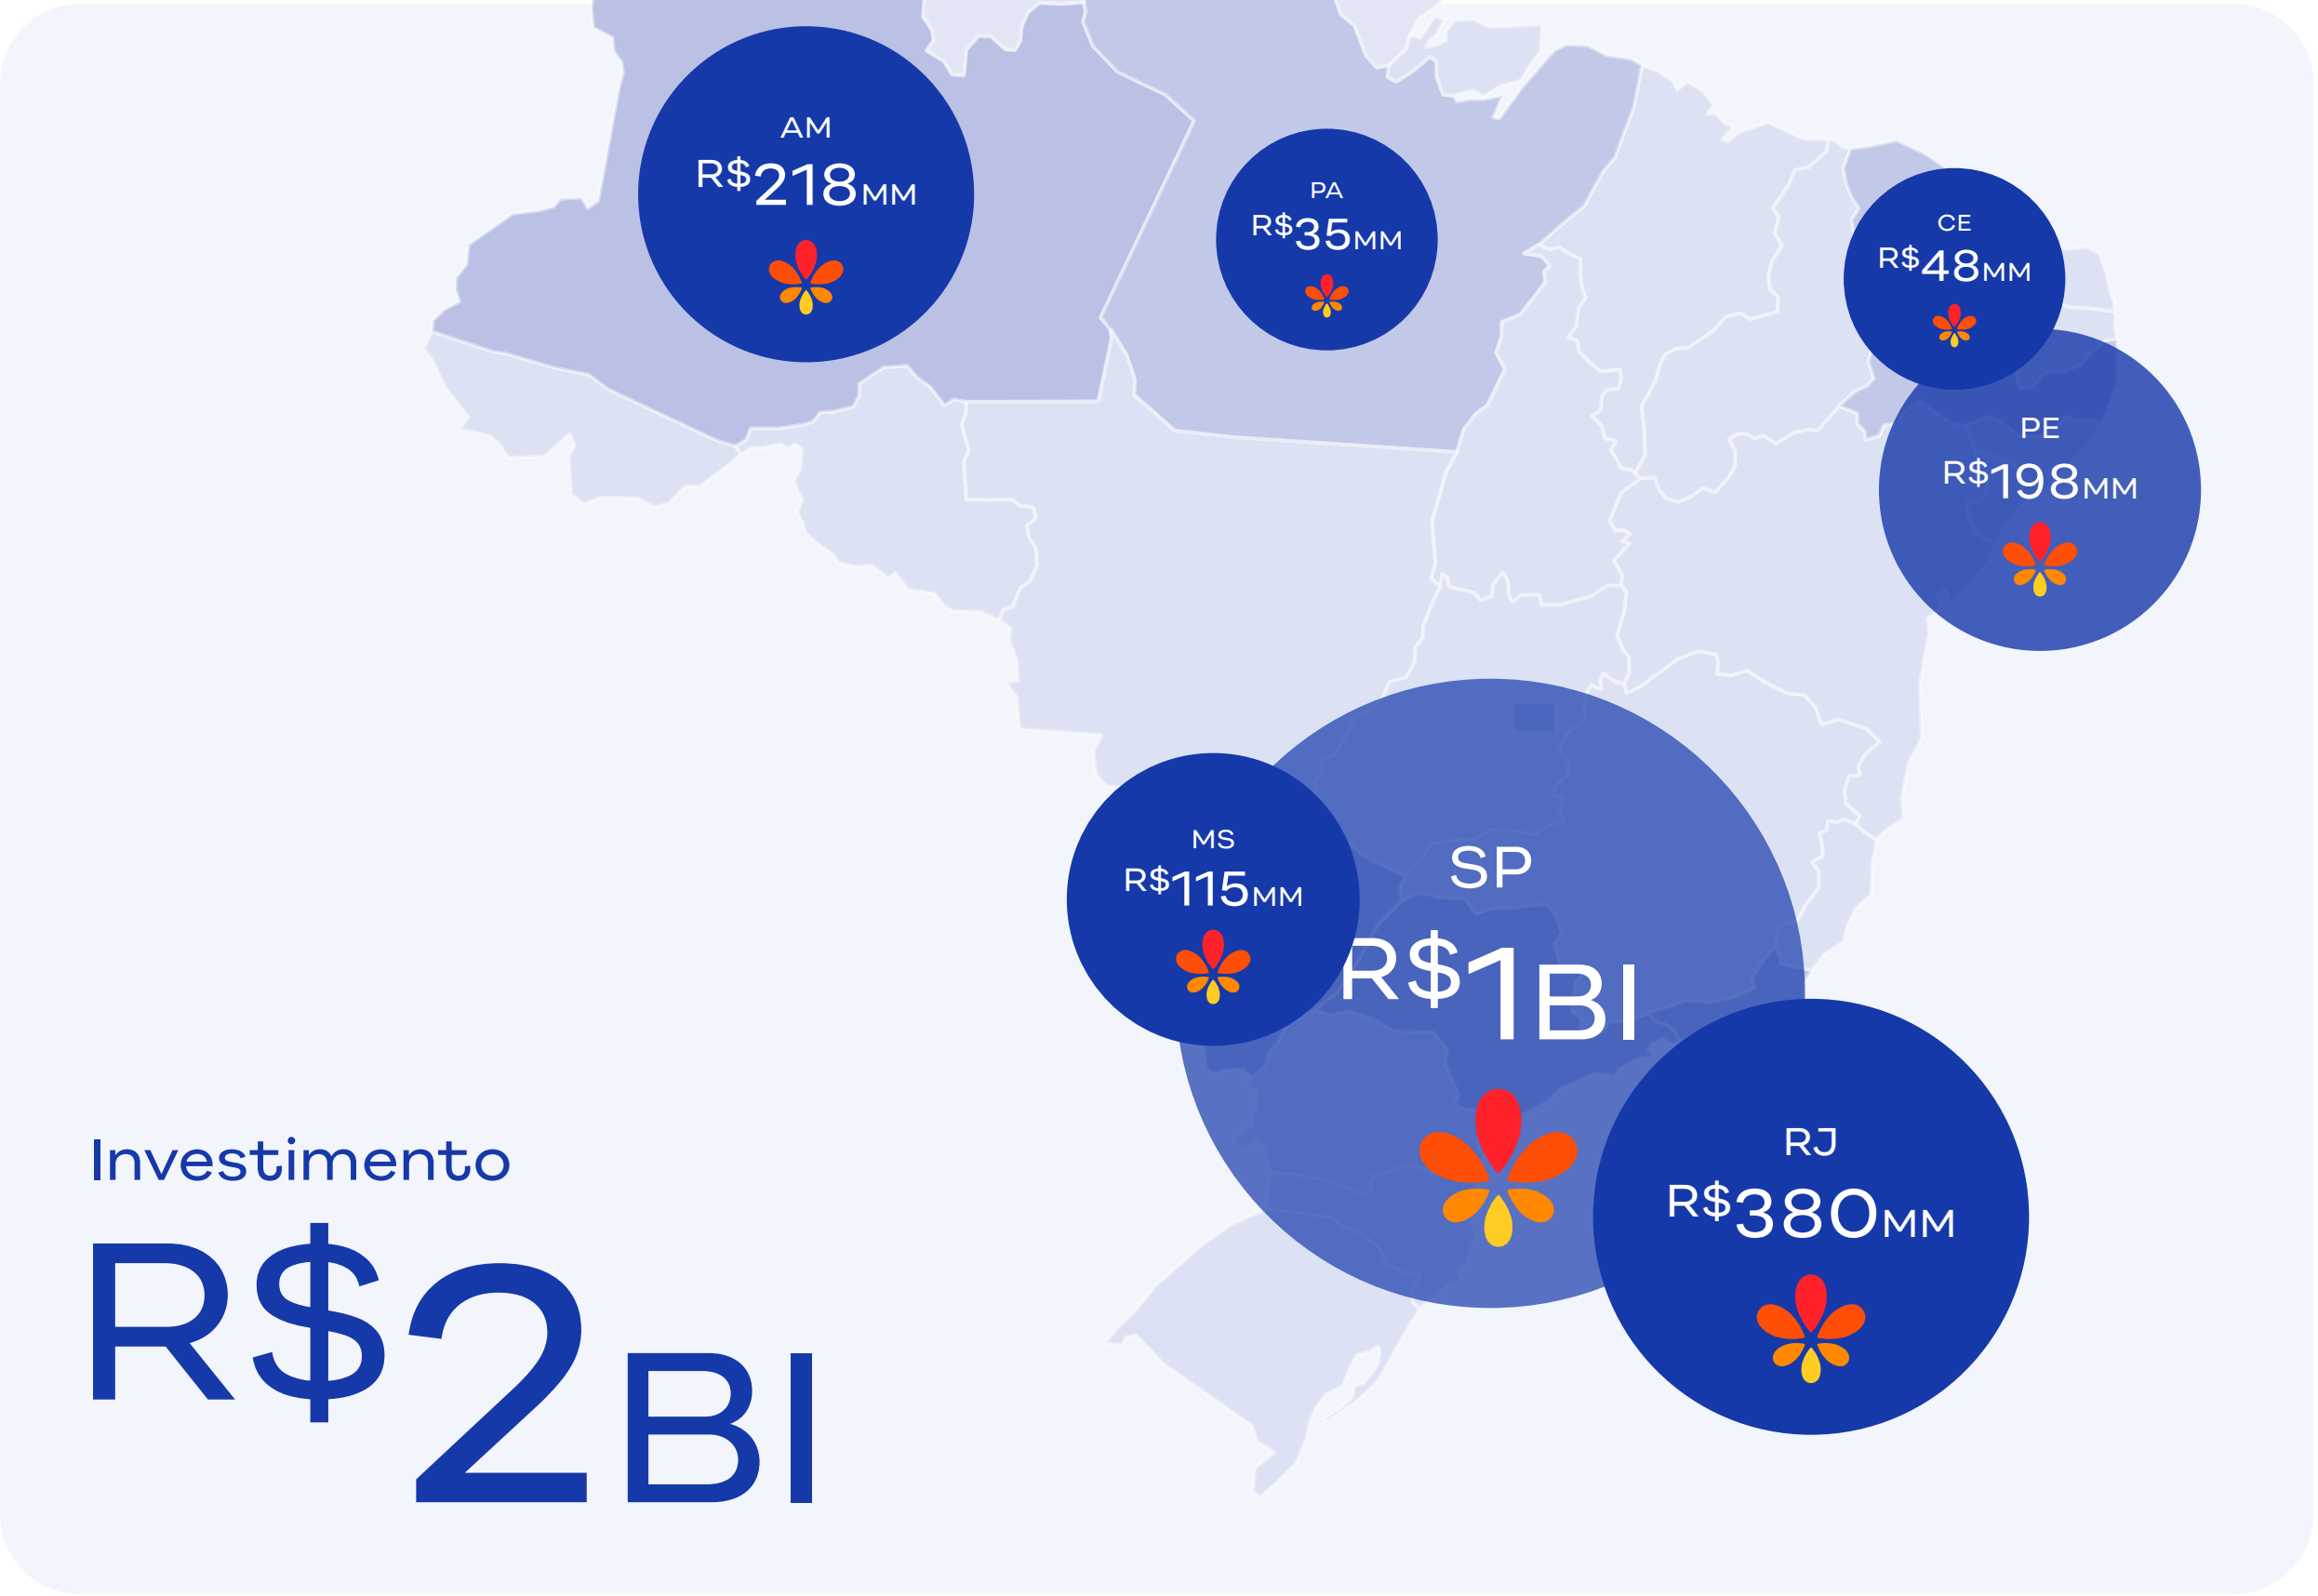 AM
R$218MM
PA
R$35MM
CE
R$48MM
PE
R$198MM
MS
R$115MM
SP
R$1BI
RJ
R$380MM
Investimento
R$2BI